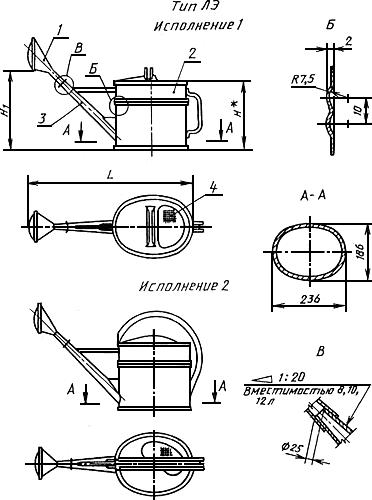 Тип ЛЭ
Исполнение 1
Б
1
В
Б
2
2
R7,5
H₁
3
А
А
H*
10
L
4
А-А
186
236
Исполнение 2
В
1:20
Вместимостью 8,10,
12 л
А
А
Ф25